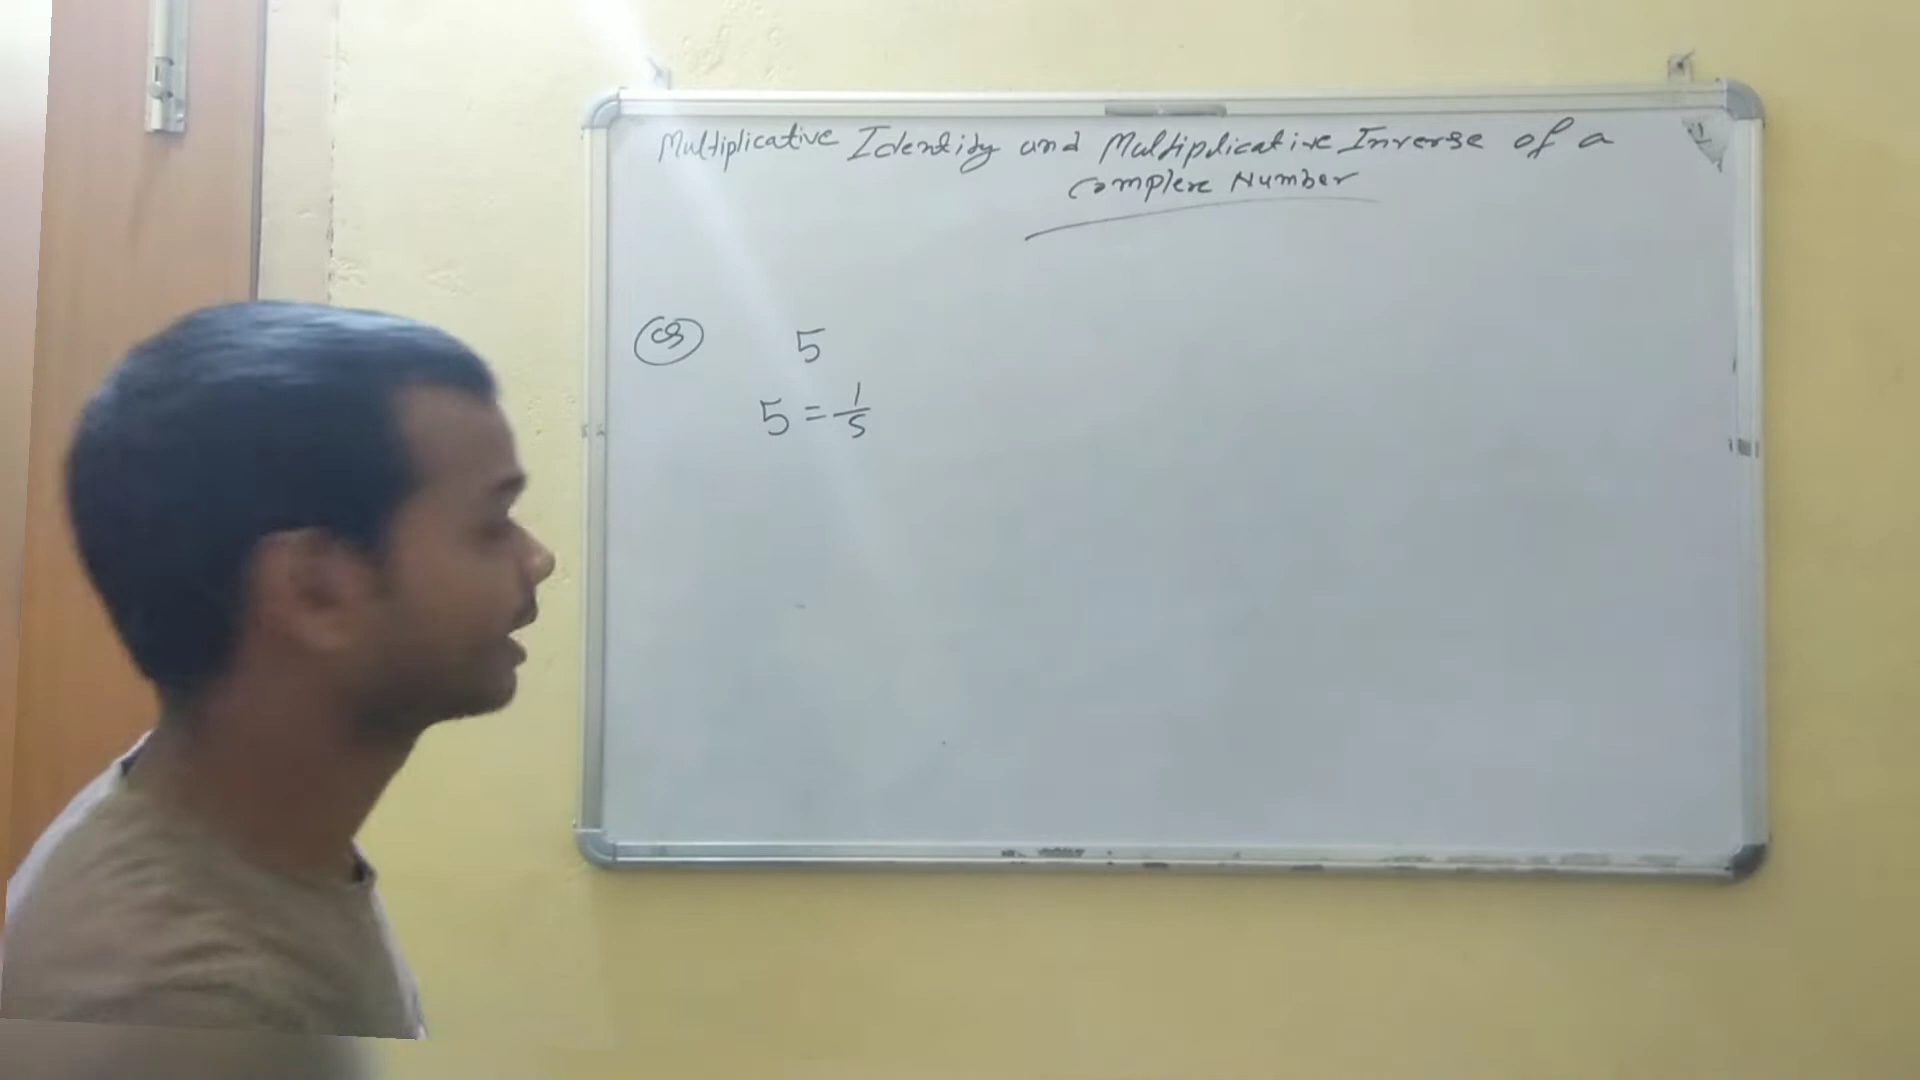 Multiplicative Identity and Multiplicative Inverse of a
Complex Number
5
5 = 1/5